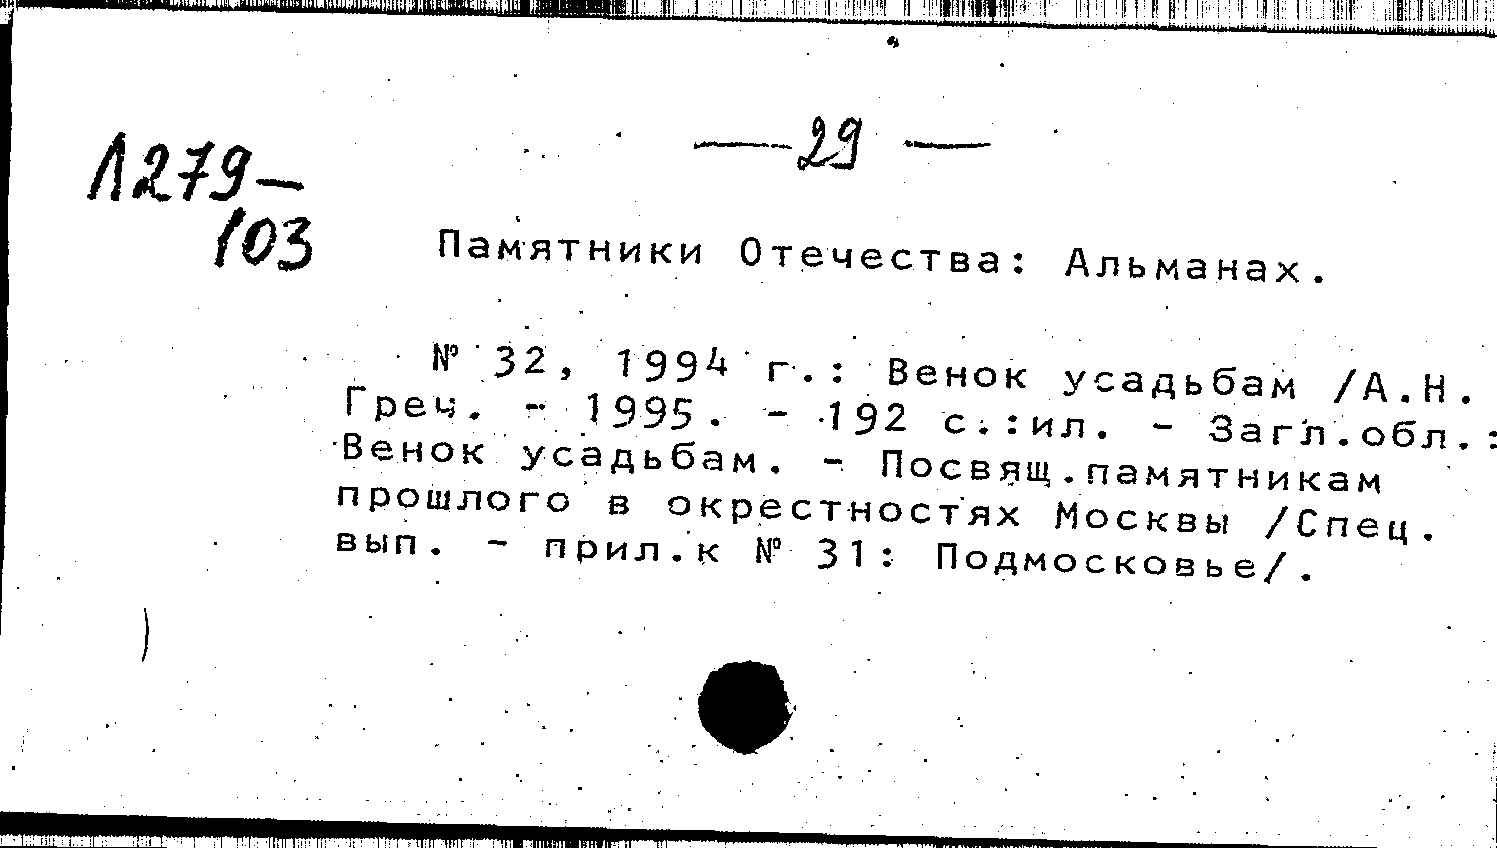 — 29 —
Л279-
103
Памятники Отечества: Альманах.
№ 32, 1994 г.: Венок усадьбам /А.Н.
Греч. - 1995. - 192 с.:ил. - Загл.обл.:
Венок усадьбам. - Посвящ.памятникам
прошлого в окрестностях Москвы /Спец.
вып. - прил.к № 31: Подмосковье/.